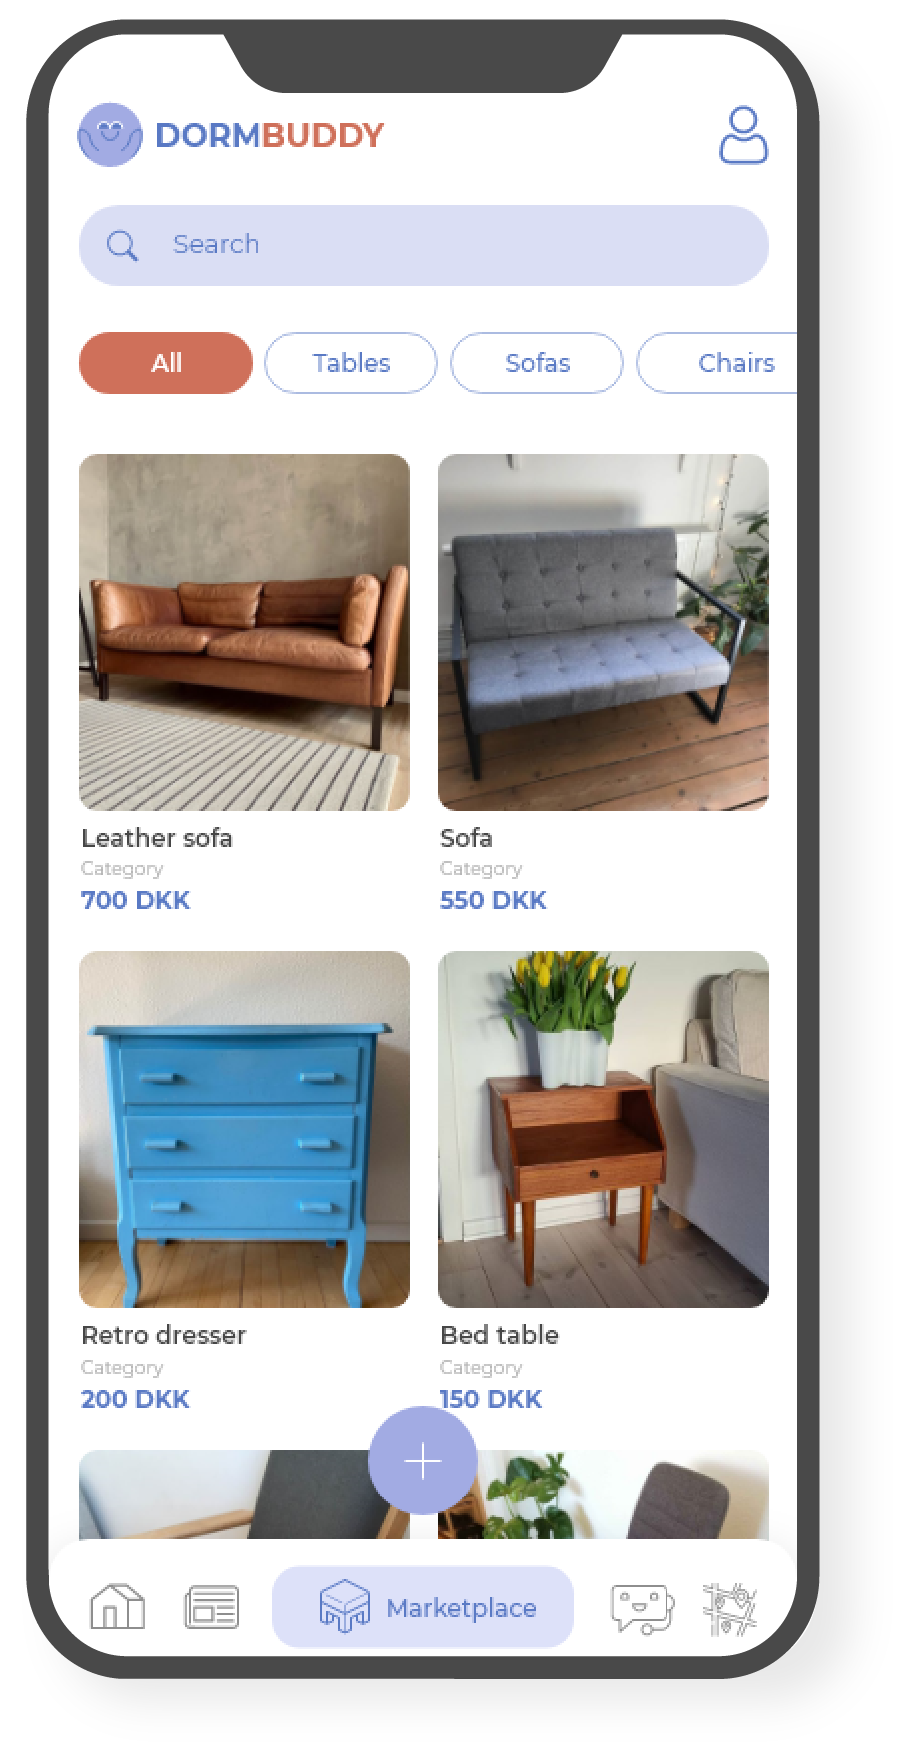 DORMBUDDY
Search
All Tables Sofas Chairs
Leather sofa Sofa
Category Category
700 DKK 550 DKK
Retro dresser Bed table
Category Category
200 DKK 150 DKK
Marketplace